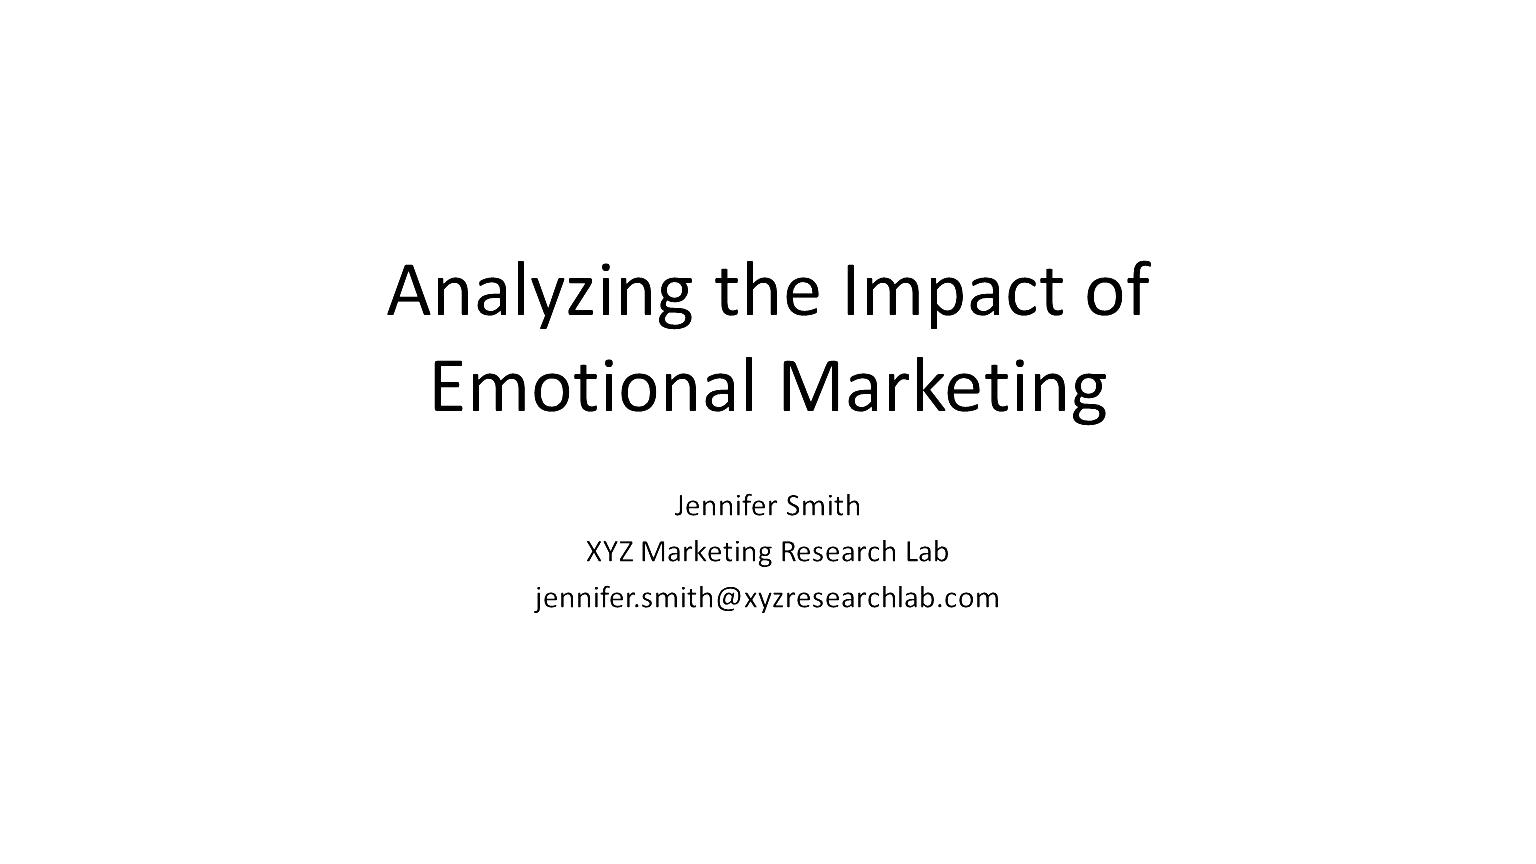 Analyzing the Impact of
Emotional Marketing
Jennifer Smith
XYZ Marketing Research Lab
jennifer.smith@xyzresearchlab.com